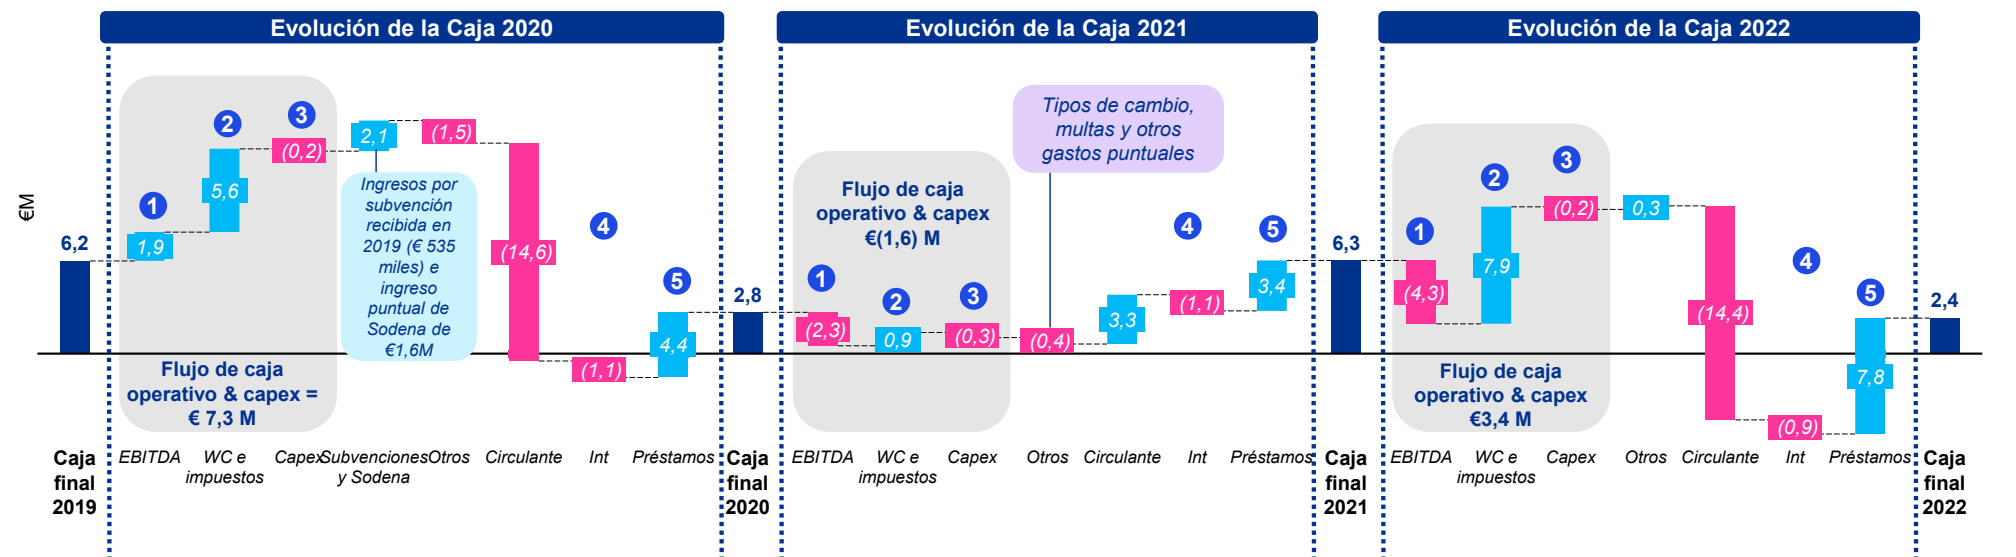 Evolución de la Caja 2020
Evolución de la Caja 2021
Evolución de la Caja 2022
€M
6,2
1
1,9
2
5,6
3
(0,2)
2,1
(1,5)
Ingresos por
subvención
recibida en
2019 (€ 535
miles) e
ingreso
puntual de
Sodena de
€1,6M
(14,6)
4
(1,1)
5
4,4
Flujo de caja
operativo & capex =
€ 7,3 M
2,8
Flujo de caja
operativo & capex
€(1,6) M
1
(2,3)
2
0,9
3
(0,3)
Tipos de cambio,
multas y otros
gastos puntuales
(0,4)
3,3
4
(1,1)
5
3,4
6,3
1
(4,3)
2
7,9
3
(0,2)
0,3
(14,4)
4
(0,9)
5
7,8
Flujo de caja
operativo & capex
€3,4 M
2,4
Caja
final
2019
EBITDA
WC e
impuestos
Capex
Subvenciones
y Sodena
Otros
Circulante
Int
Préstamos
Caja
final
2020
EBITDA
WC e
impuestos
Capex
Otros
Circulante
Int
Préstamos
Caja
final
2021
EBITDA
WC e
impuestos
Capex
Otros
Circulante
Int
Préstamos
Caja
final
2022